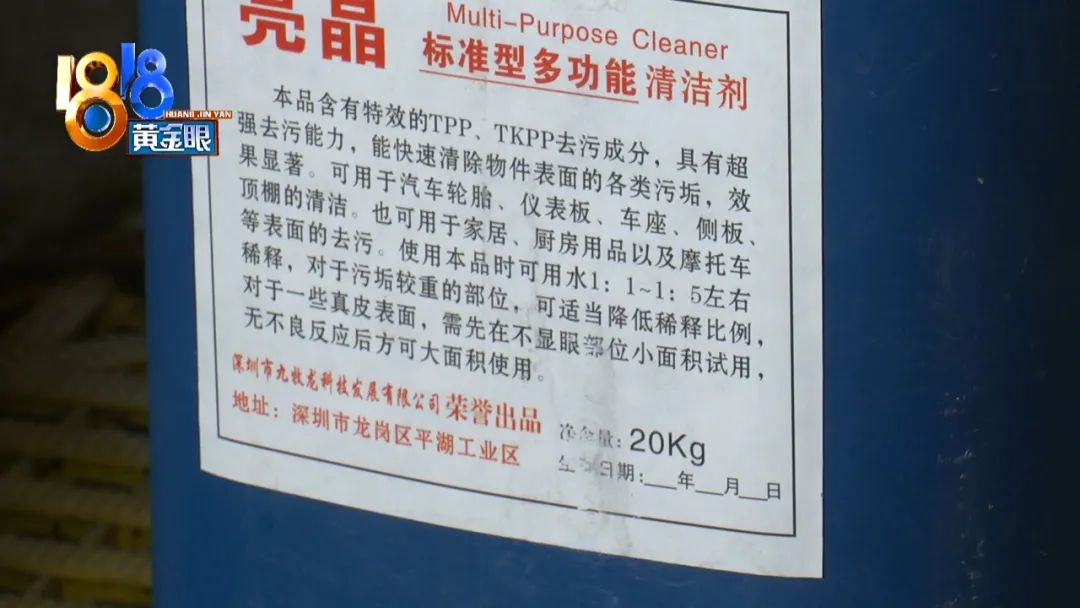 1818
HUANG JIN YAN
黄金眼
亮晶
Multi-Purpose Cleaner
标准型多功能清洁剂
本品含有特效的TPP、TKPP去污成分，具有超
强去污能力，能快速清除物件表面的各类污垢，效
果显著。可用于汽车轮胎、仪表板、车座、侧板、
顶棚的清洁。也可用于家居、厨房用品以及摩托车
等表面的去污。使用本品时可用水1：1~1：5左右
稀释，对于污垢较重的部位，可适当降低稀释比例，
对于一些真皮表面，需先在不显眼部位小面积试用，
无不良反应后方可大面积使用。
深圳市九牧龙科技发展有限公司荣誉出品
地址：深圳市龙岗区平湖工业区
净含量：20Kg
生产日期：___年___月___日